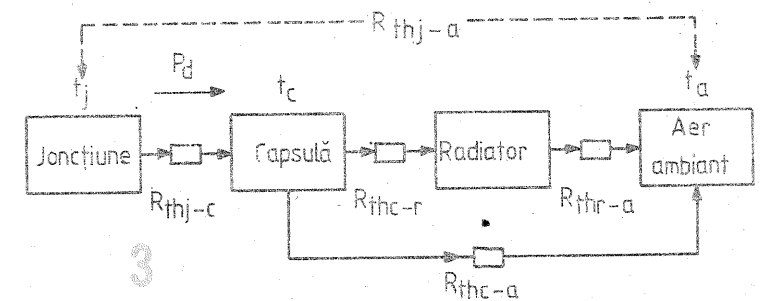 R thj-a
Pd
tj
tc
ta
Joncțiune
Capsulă
Radiator
Aer
ambiant
Rthj-c
Rthc-r
Rthr-a
Rthc-a
3